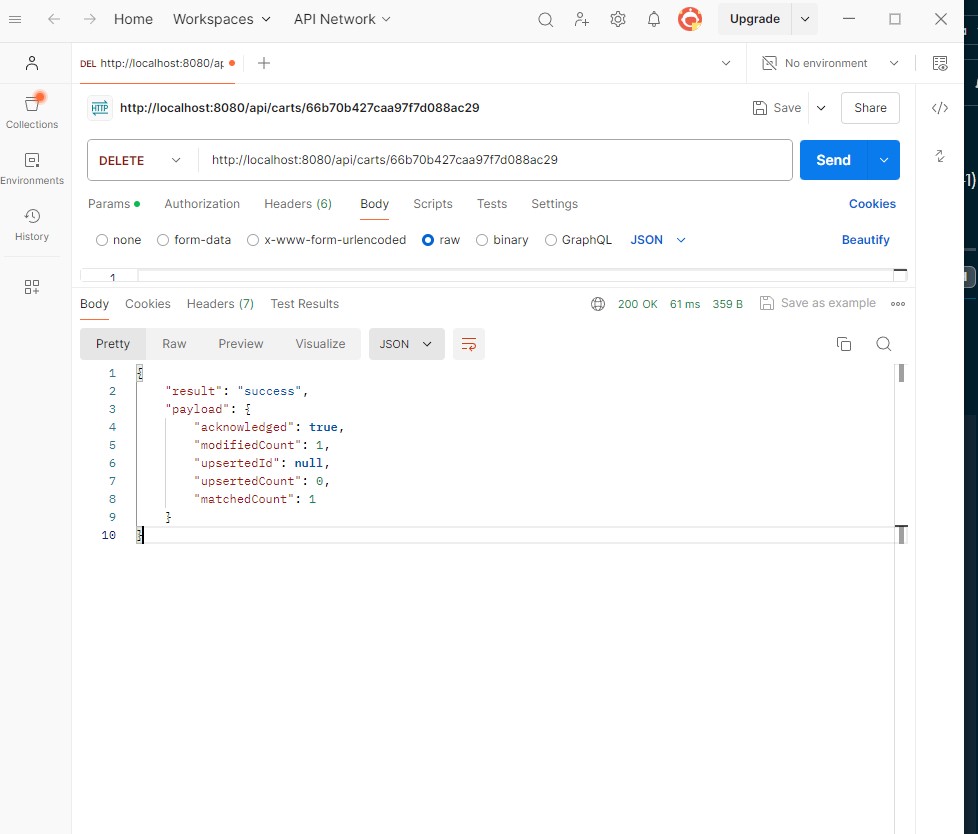 Home Workspaces API Network Upgrade
DEL http://localhost:8080/ap No environment
HTTP http://localhost:8080/api/carts/66b70b427caa97f7d088ac29 Save Share
Collections
DELETE http://localhost:8080/api/carts/66b70b427caa97f7d088ac29 Send
Environments
Params Authorization Headers (6) Body Scripts Tests Settings Cookies
History
none form-data x-www-form-urlencoded raw binary GraphQL JSON Beautify
1
Body Cookies Headers (7) Test Results 200 OK 61 ms 359 B Save as example
Pretty Raw Preview Visualize JSON
1 {
2 "result": "success",
3 "payload": {
4 "acknowledged": true,
5 "modifiedCount": 1,
6 "upsertedId": null,
7 "upsertedCount": 0,
8 "matchedCount": 1
9 }
10 }